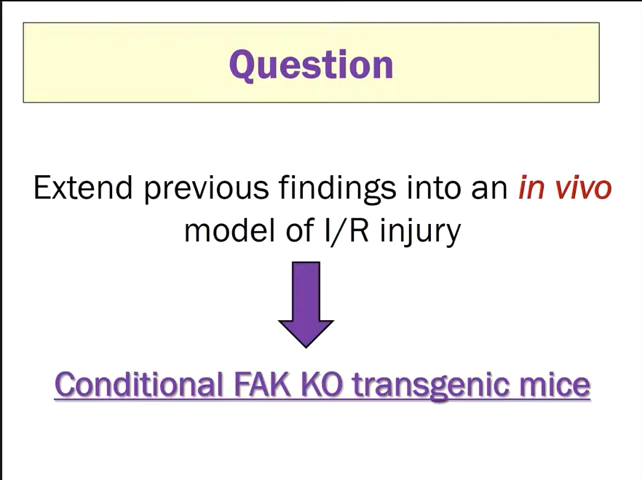 Question
Extend previous findings into an in vivo
model of I/R injury
Conditional FAK KO transgenic mice